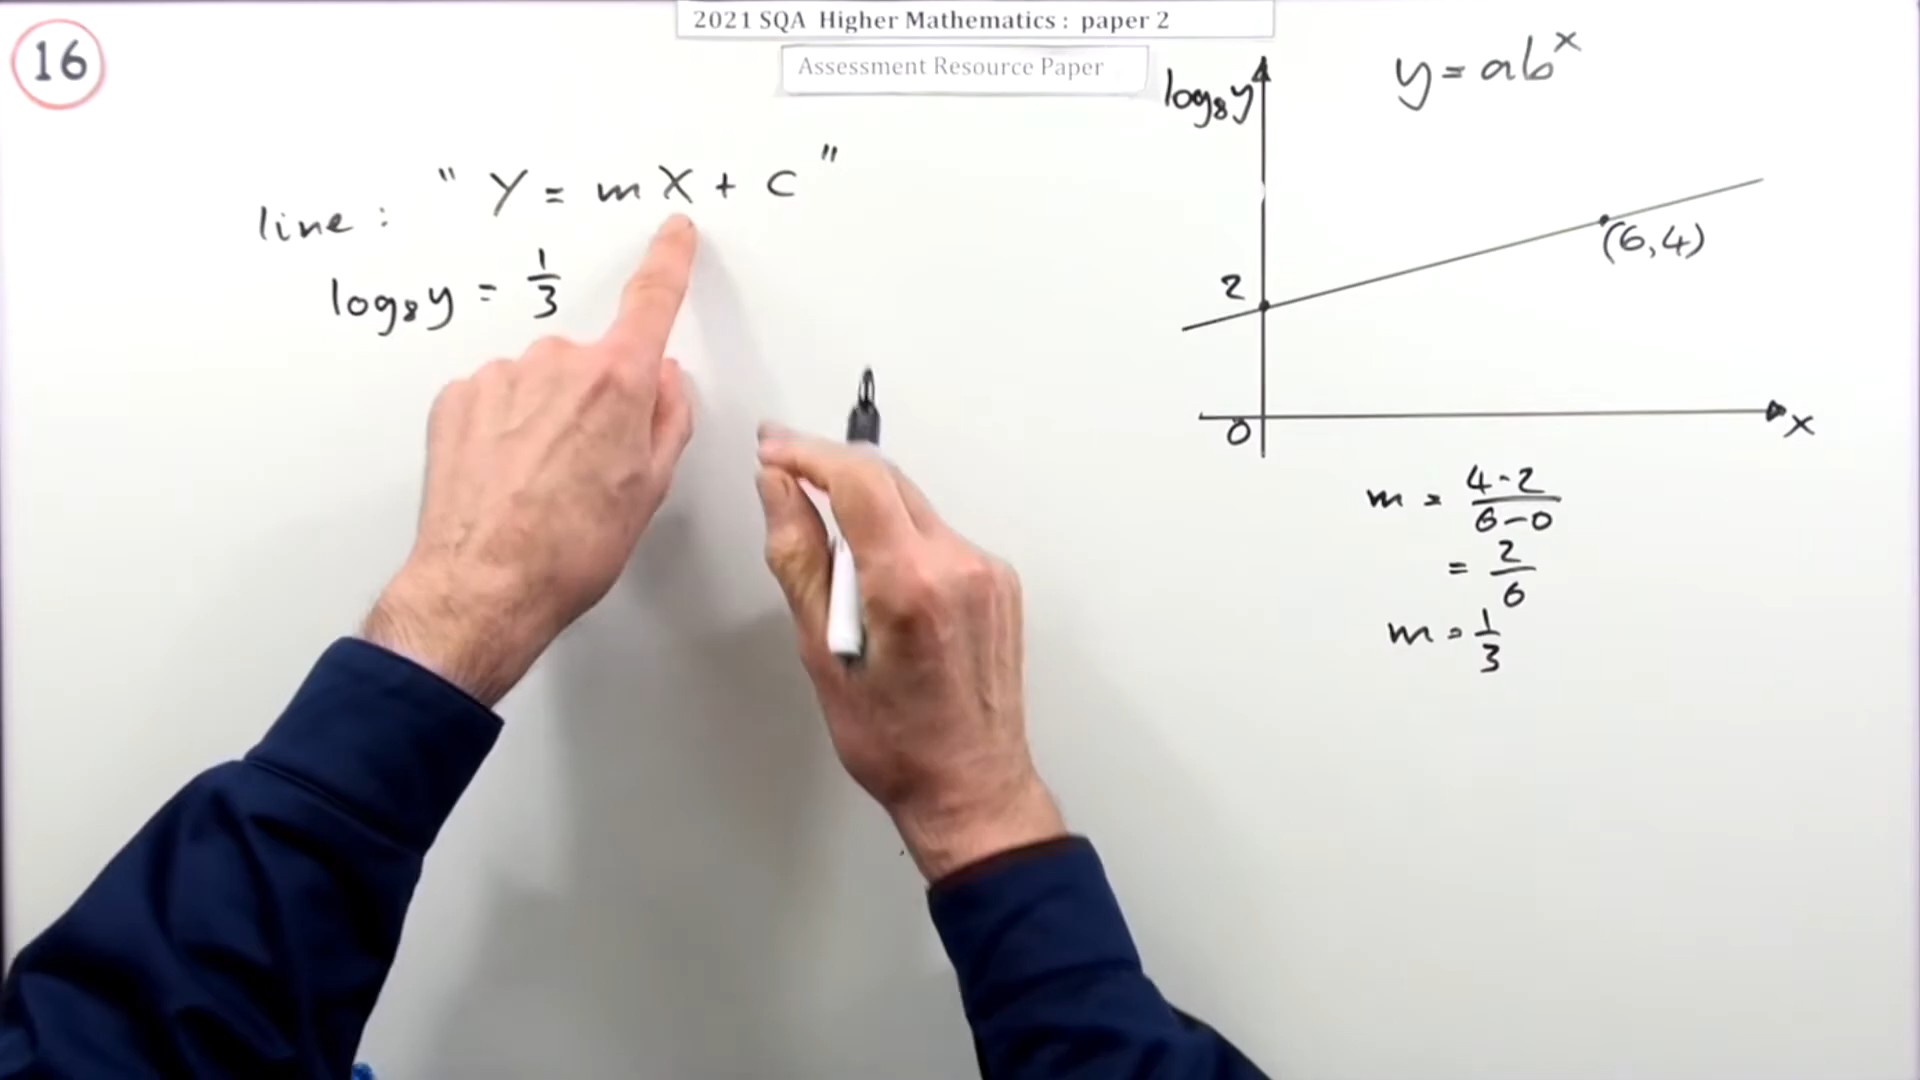 16
2021 SQA Higher Mathematics : paper 2
Assessment Resource Paper
line : " Y = m X + c "
log₈y = 1/3
y = abˣ
log₈y
(6,4)
2
0
x
m = (4-2)/(6-0)
= 2/6
m = 1/3